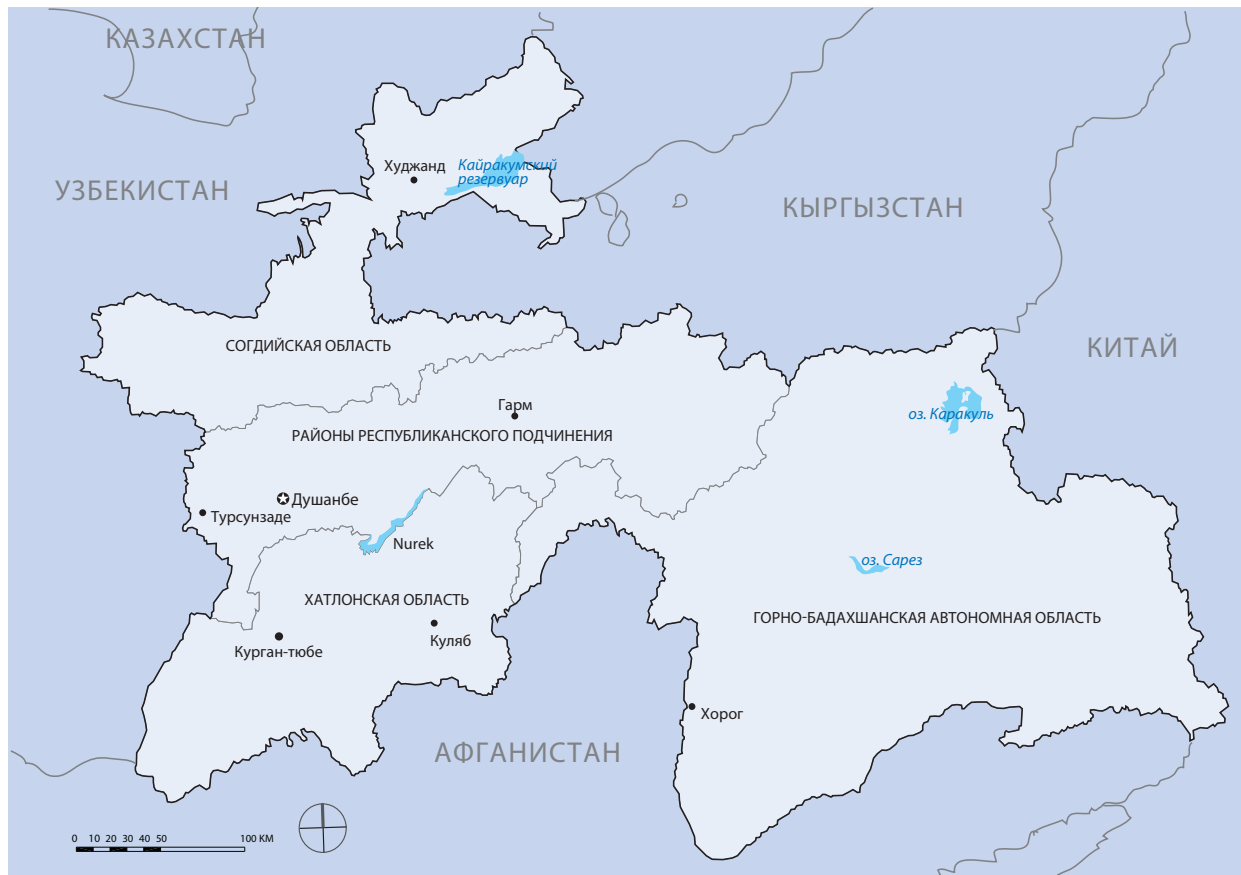 КАЗАХСТАН
Худжанд
Кайракумский
резервуар
УЗБЕКИСТАН
КЫРГЫЗСТАН
СОГДИЙСКАЯ ОБЛАСТЬ
КИТАЙ
Гарм
оз. Каракуль
РАЙОНЫ РЕСПУБЛИКАНСКОГО ПОДЧИНЕНИЯ
Душанбе
Турсунзаде
Nurek
оз. Сарез
ХАТЛОНСКАЯ ОБЛАСТЬ
ГОРНО-БАДАХШАНСКАЯ АВТОНОМНАЯ ОБЛАСТЬ
Куляб
Курган-тюбе
Хорог
АФГАНИСТАН
0 10 20 30 40 50 100 КМ